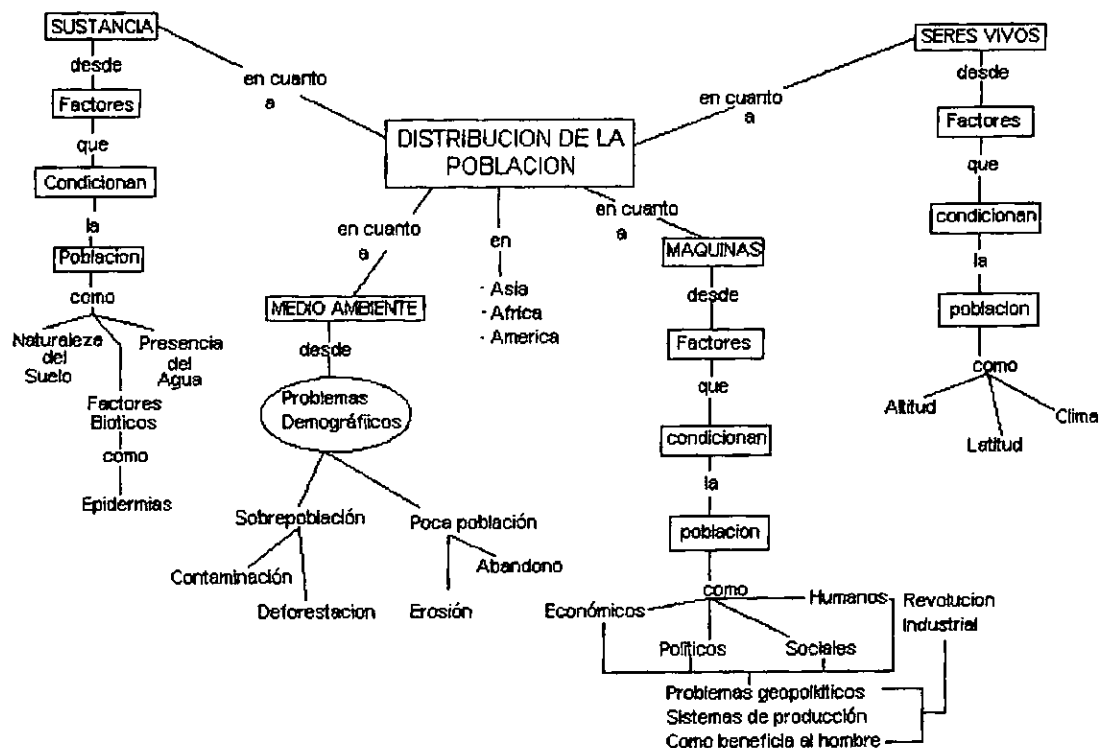 SUSTANCIA
desde
Factores
que
Condicionan
la
Poblacion
como
Naturaleza
del
Suelo
Presencia
del
Agua
Factores
Bioticos
como
Epidermias
en cuanto
a
DISTRIBUCION DE LA
POBLACION
en cuanto
a
MEDIO AMBIENTE
desde
Problemas
Demográfiicos
Sobrepoblación
Contaminación
Deforestacion
Poca población
Abandono
Erosión
en
- Asia
- Africa
- America
en cuanto
a
MAQUINAS
desde
Factores
que
condicionan
la
poblacion
como
Económicos
Políticos
Sociales
Humanos
Revolucion
Industrial
Problemas geopolíticos
Sistemas de producción
Como beneficia al hombre
en cuanto
a
SERES VIVOS
desde
Factores
que
condicionan
la
poblacion
como
Altitud
Latitud
Clima